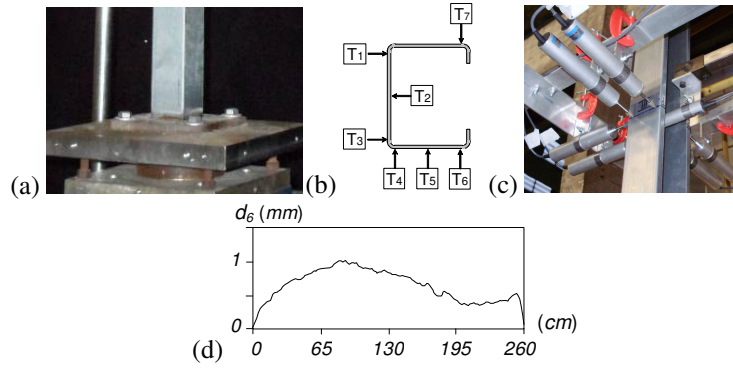 T7
T1
T2
T3
T4 T5 T6
(a) (b) (c)
d6 (mm)
1
0
0 65 130 195 260
(cm)
(d)